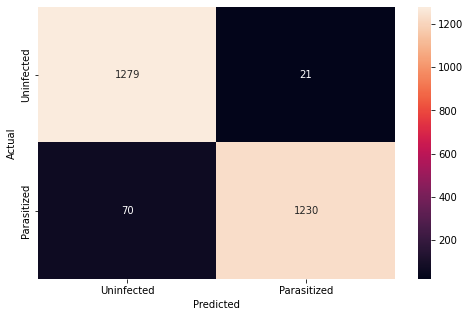 Actual
Uninfected
Parasitized
1279
21
70
1230
Uninfected
Parasitized
Predicted
1200
1000
800
600
400
200